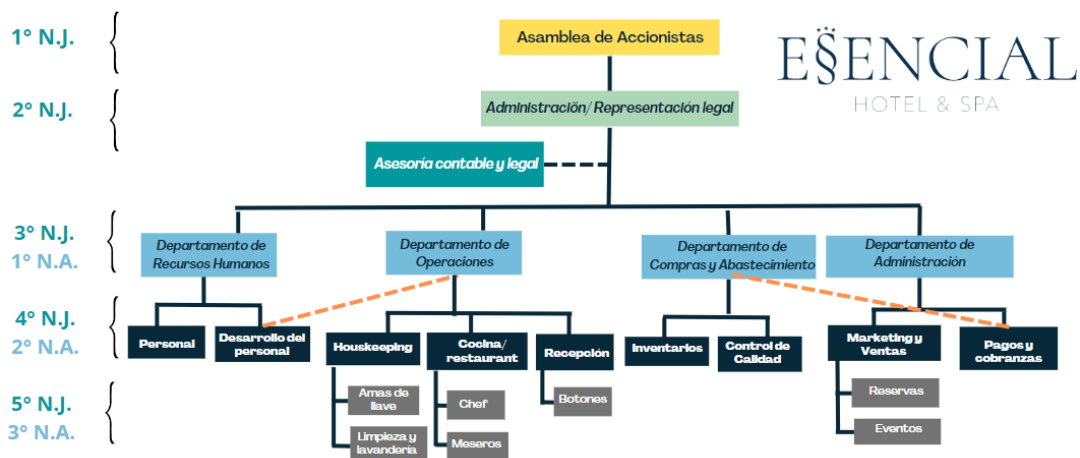 1° N.J.
Asamblea de Accionistas
ESENCIAL
HOTEL & SPA
2° N.J.
Administración/ Representación legal
Asesoría contable y legal
3° N.J.
1° N.A.
Departamento de
Recursos Humanos
Departamento de
Operaciones
Departamento de
Compras y Abastecimiento
Departamento de
Administración
4° N.J.
2° N.A.
Personal
Desarrollo del
personal
Houskeeping
Cocina/
restaurant
Recepción
Inventarios
Control de
Calidad
Marketing y
Ventas
Pagos y
cobranzas
5° N.J.
3° N.A.
Amas de
llave
Limpieza y
lavandería
Chef
Meseros
Botones
Reservas
Eventos